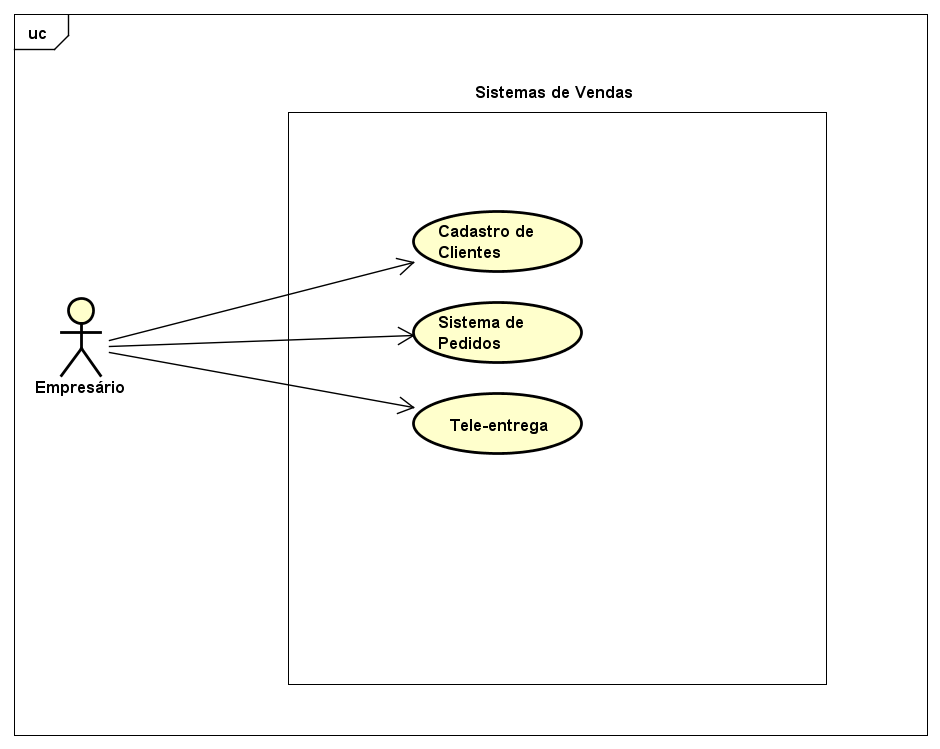 uc
Sistemas de Vendas
Cadastro de
Clientes
Sistema de
Pedidos
Empresário
Tele-entrega